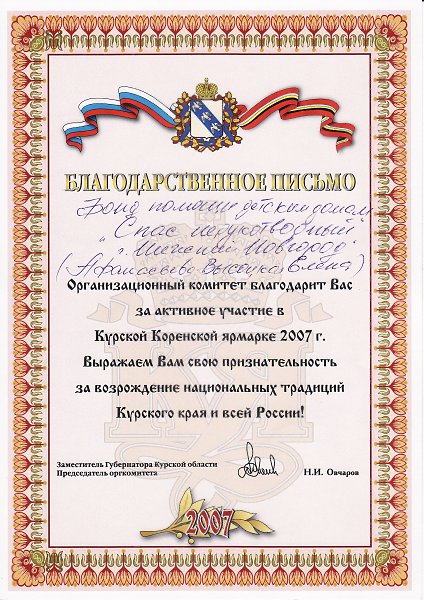 БЛАГОДАРСТВЕННОЕ ПИСЬМО
Фонд помощи детским домам
"Спас нерукотворный"
г. Нижний Новгород
(Афанасьева Высоцкая Елена)
Организационный комитет благодарит Вас
за активное участие в
Курской Коренской ярмарке 2007 г.
Выражаем Вам свою признательность
за возрождение национальных традиций
Курского края и всей России!
Заместитель Губернатора Курской области
Председатель оргкомитета
Н.И. Овчаров
2007